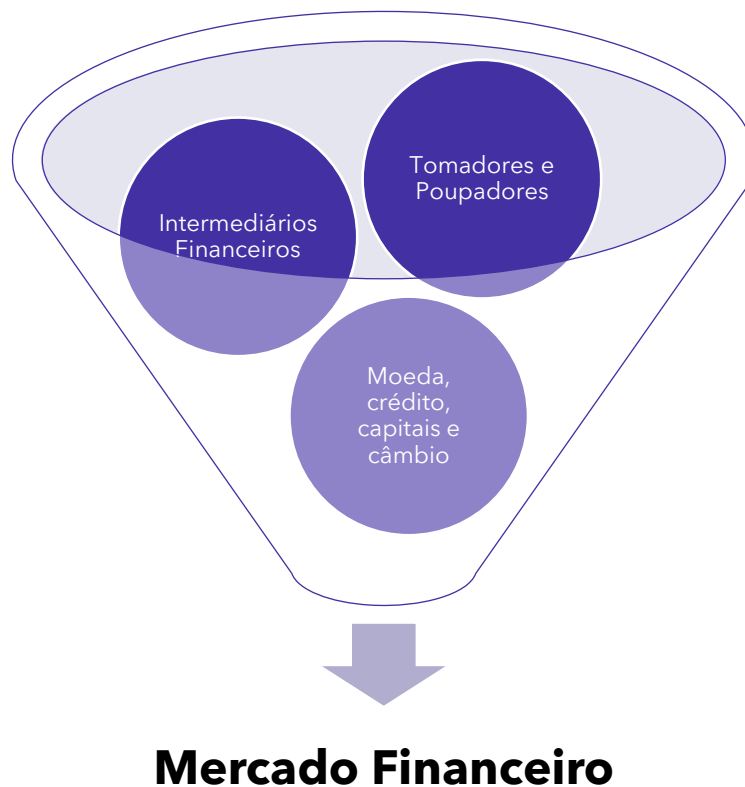 Tomadores e
Poupadores
Intermediários
Financeiros
Moeda,
crédito,
capitais e
câmbio
Mercado Financeiro